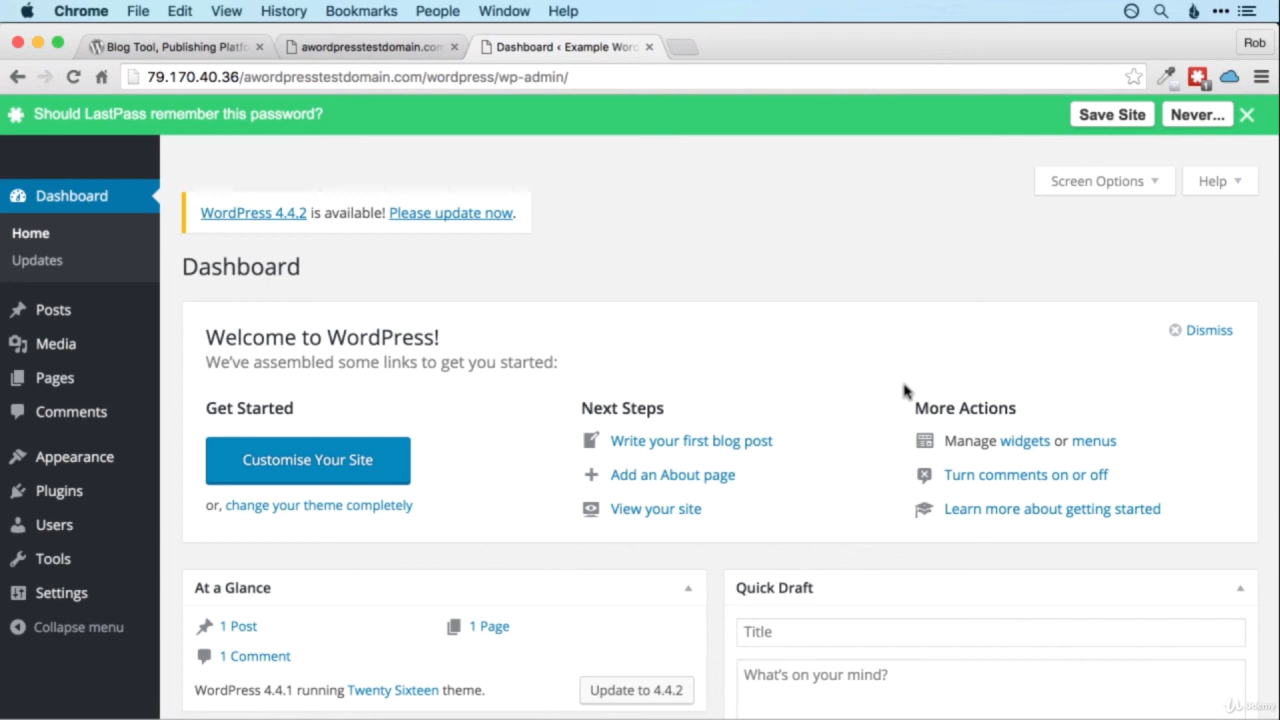 Chrome File Edit View History Bookmarks People Window Help
Blog Tool, Publishing Platfo
awordpresstestdomain.com
Dashboard ‹ Example Word
Rob
79.170.40.36/awordpresstestdomain.com/wordpress/wp-admin/
1
Should LastPass remember this password?
Save Site
Never...
Dashboard
Home
Updates
Posts
Media
Pages
Comments
Appearance
Plugins
Users
Tools
Settings
Collapse menu
Screen Options
Help
WordPress 4.4.2 is available! Please update now.
Dashboard
Welcome to WordPress!
We've assembled some links to get you started:
Dismiss
Get Started
Customise Your Site
or, change your theme completely
Next Steps
Write your first blog post
Add an About page
View your site
More Actions
Manage widgets or menus
Turn comments on or off
Learn more about getting started
At a Glance
1 Post
1 Page
1 Comment
WordPress 4.4.1 running Twenty Sixteen theme.
Update to 4.4.2
Quick Draft
Title
What's on your mind?
Udemy